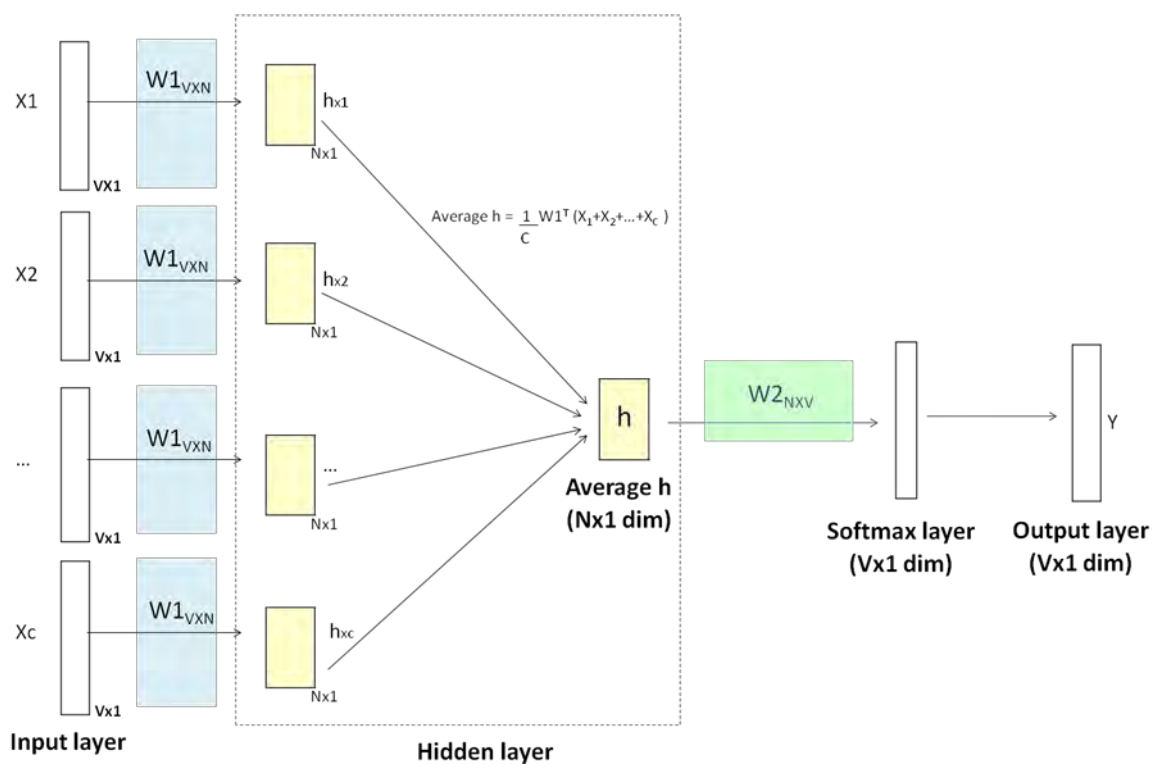 X1
W1VXN
hx1
VX1
Nx1
Average h = 1/C W1ᵀ (X₁+X₂+...+X_C )
X2
W1VXN
hx2
Vx1
Nx1
...
W1VXN
...
Vx1
Nx1
h
W2NXV
Y
Average h
(Nx1 dim)
Softmax layer
(Vx1 dim)
Output layer
(Vx1 dim)
Xc
W1VXN
hxc
Vx1
Nx1
Input layer
Hidden layer